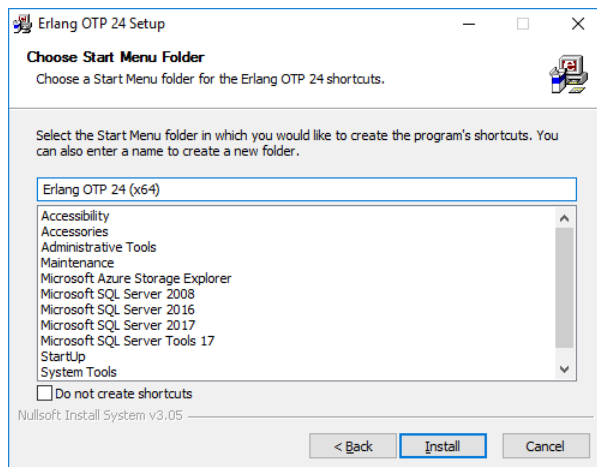 Erlang OTP 24 Setup
Choose Start Menu Folder
Choose a Start Menu folder for the Erlang OTP 24 shortcuts.
Select the Start Menu folder in which you would like to create the program's shortcuts. You
can also enter a name to create a new folder.
Erlang OTP 24 (x64)
Accessibility
Accessories
Administrative Tools
Maintenance
Microsoft Azure Storage Explorer
Microsoft SQL Server 2008
Microsoft SQL Server 2016
Microsoft SQL Server 2017
Microsoft SQL Server Tools 17
StartUp
System Tools
Do not create shortcuts
Nullsoft Install System v3.05
< Back Install Cancel